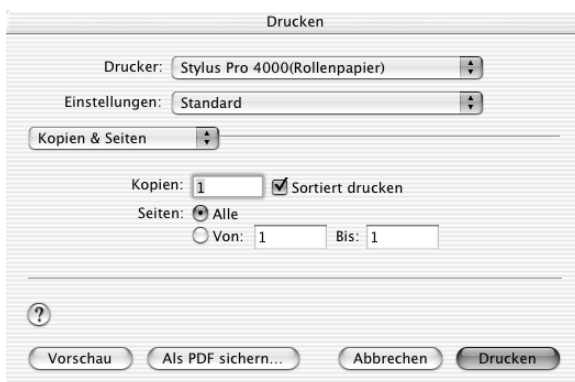 Drucken
Drucker: Stylus Pro 4000(Rollenpapier)
Einstellungen: Standard
Kopien & Seiten
Kopien: 1 Sortiert drucken
Seiten: Alle
Von: 1 Bis: 1
?
Vorschau Als PDF sichern... Abbrechen Drucken